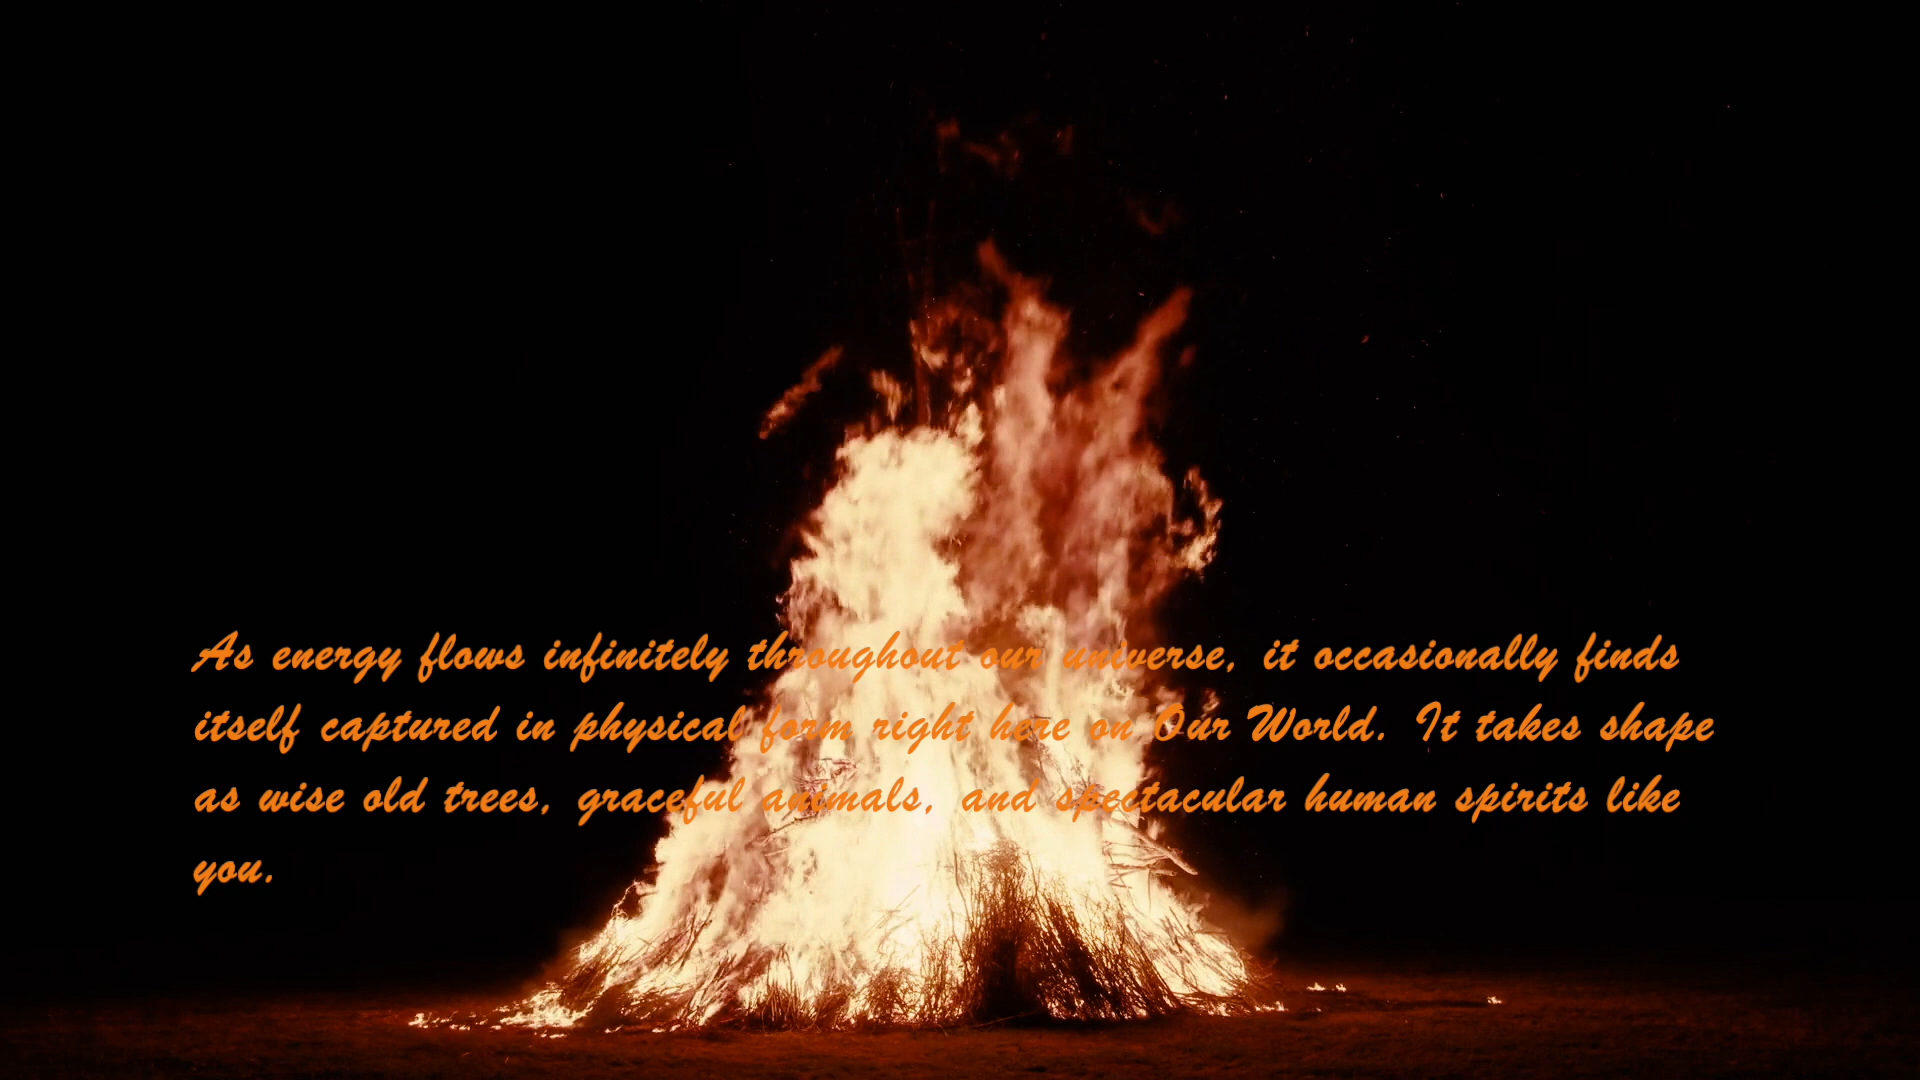 As energy flows infinitely throughout our universe, it occasionally finds
itself captured in physical form right here on Our World. It takes shape
as wise old trees, graceful animals, and spectacular human spirits like
you.